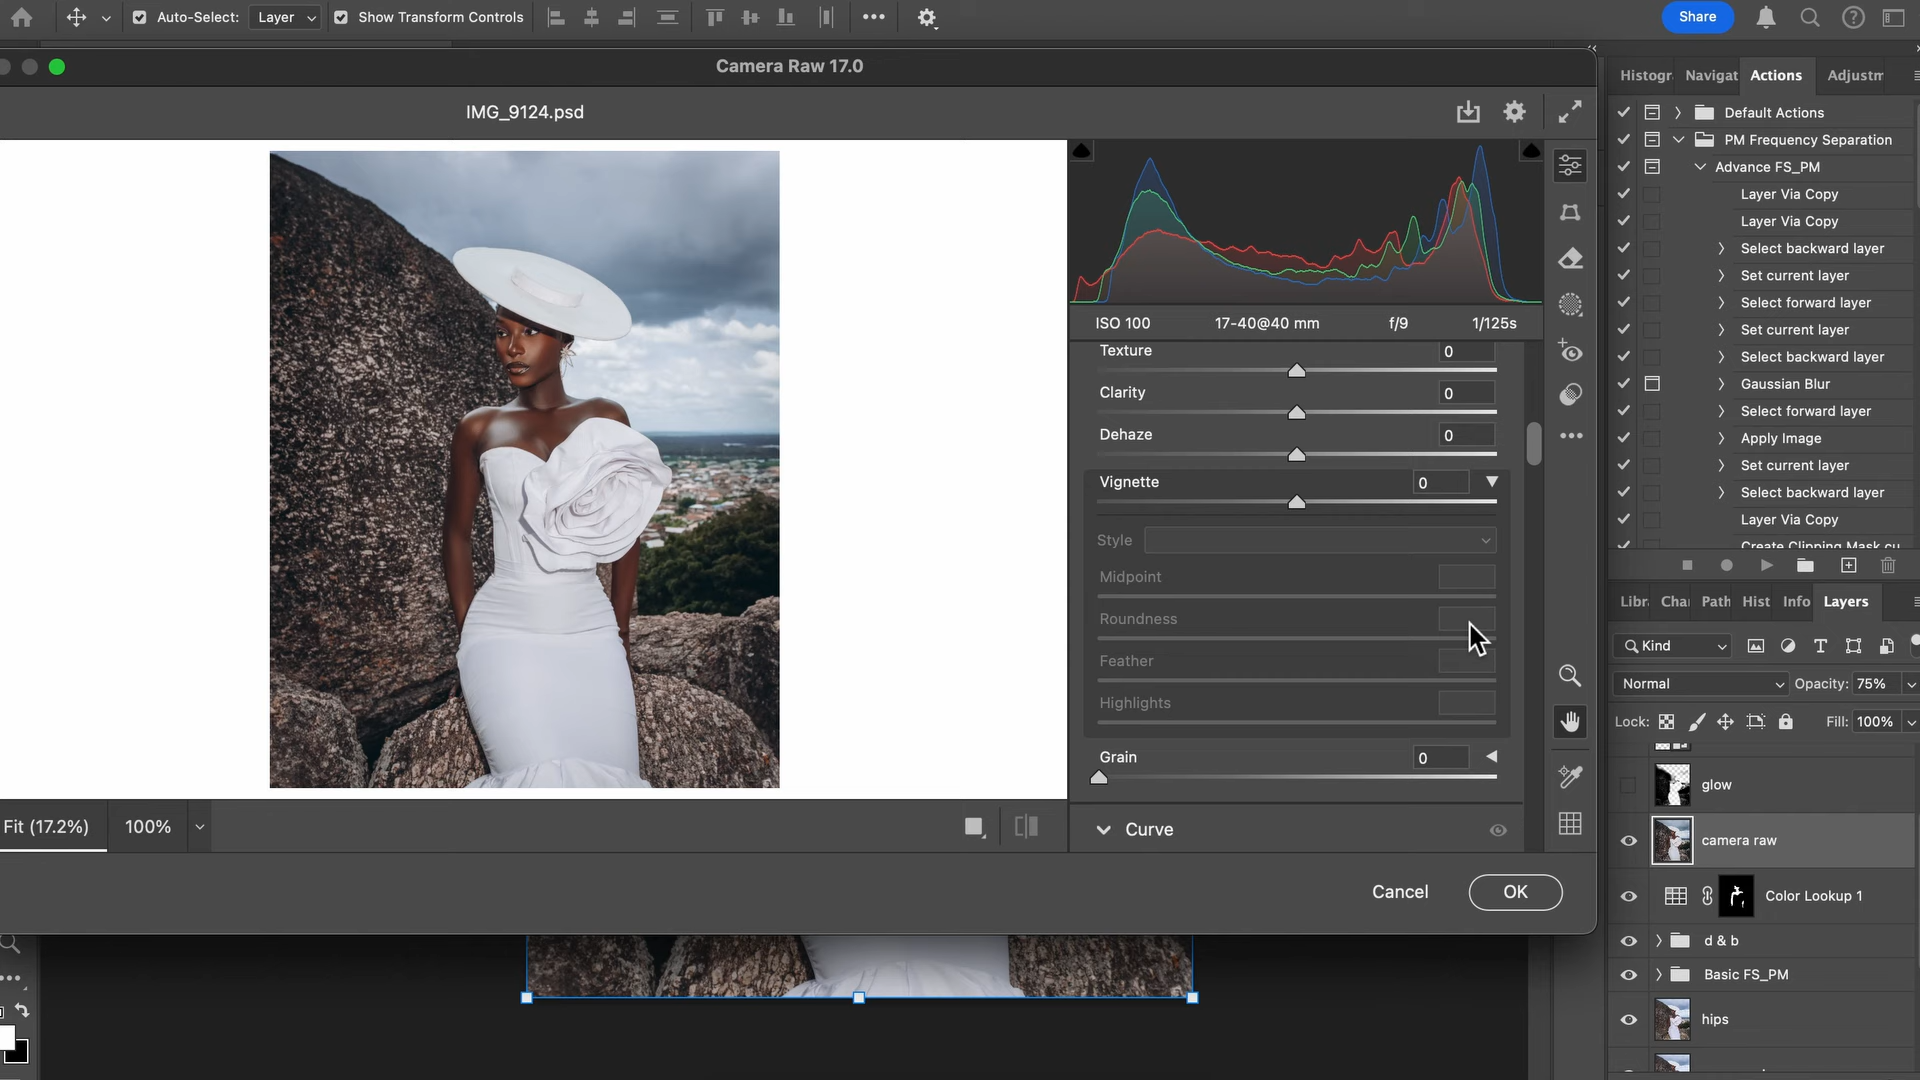 Auto-Select:
Layer
Show Transform Controls
Share
Camera Raw 17.0
IMG_9124.psd
ISO 100
17-40@40 mm
f/9
1/125s
Texture
0
Clarity
0
Dehaze
0
Vignette
0
Style
Midpoint
Roundness
Feather
Highlights
Grain
0
Curve
Fit (17.2%)
100%
Cancel
OK
Histogr
Navigat
Actions
Adjustm
Default Actions
PM Frequency Separation
Advance FS_PM
Layer Via Copy
Layer Via Copy
Select backward layer
Set current layer
Select forward layer
Set current layer
Select backward layer
Gaussian Blur
Select forward layer
Apply Image
Set current layer
Select backward layer
Layer Via Copy
Create Clipping Mask cu
Libr
Cha
Path
Hist
Info
Layers
Kind
Normal
Opacity: 75%
Lock:
Fill: 100%
glow
camera raw
Color Lookup 1
d & b
Basic FS_PM
hips